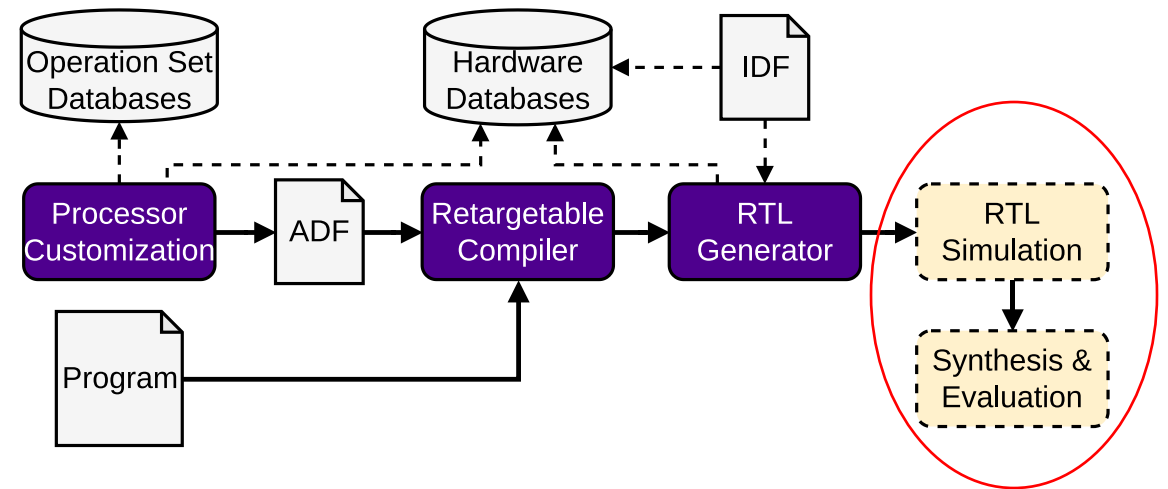 Operation Set
Databases
Hardware
Databases
IDF
Processor
Customization
ADF
Retargetable
Compiler
RTL
Generator
RTL
Simulation
Program
Synthesis &
Evaluation